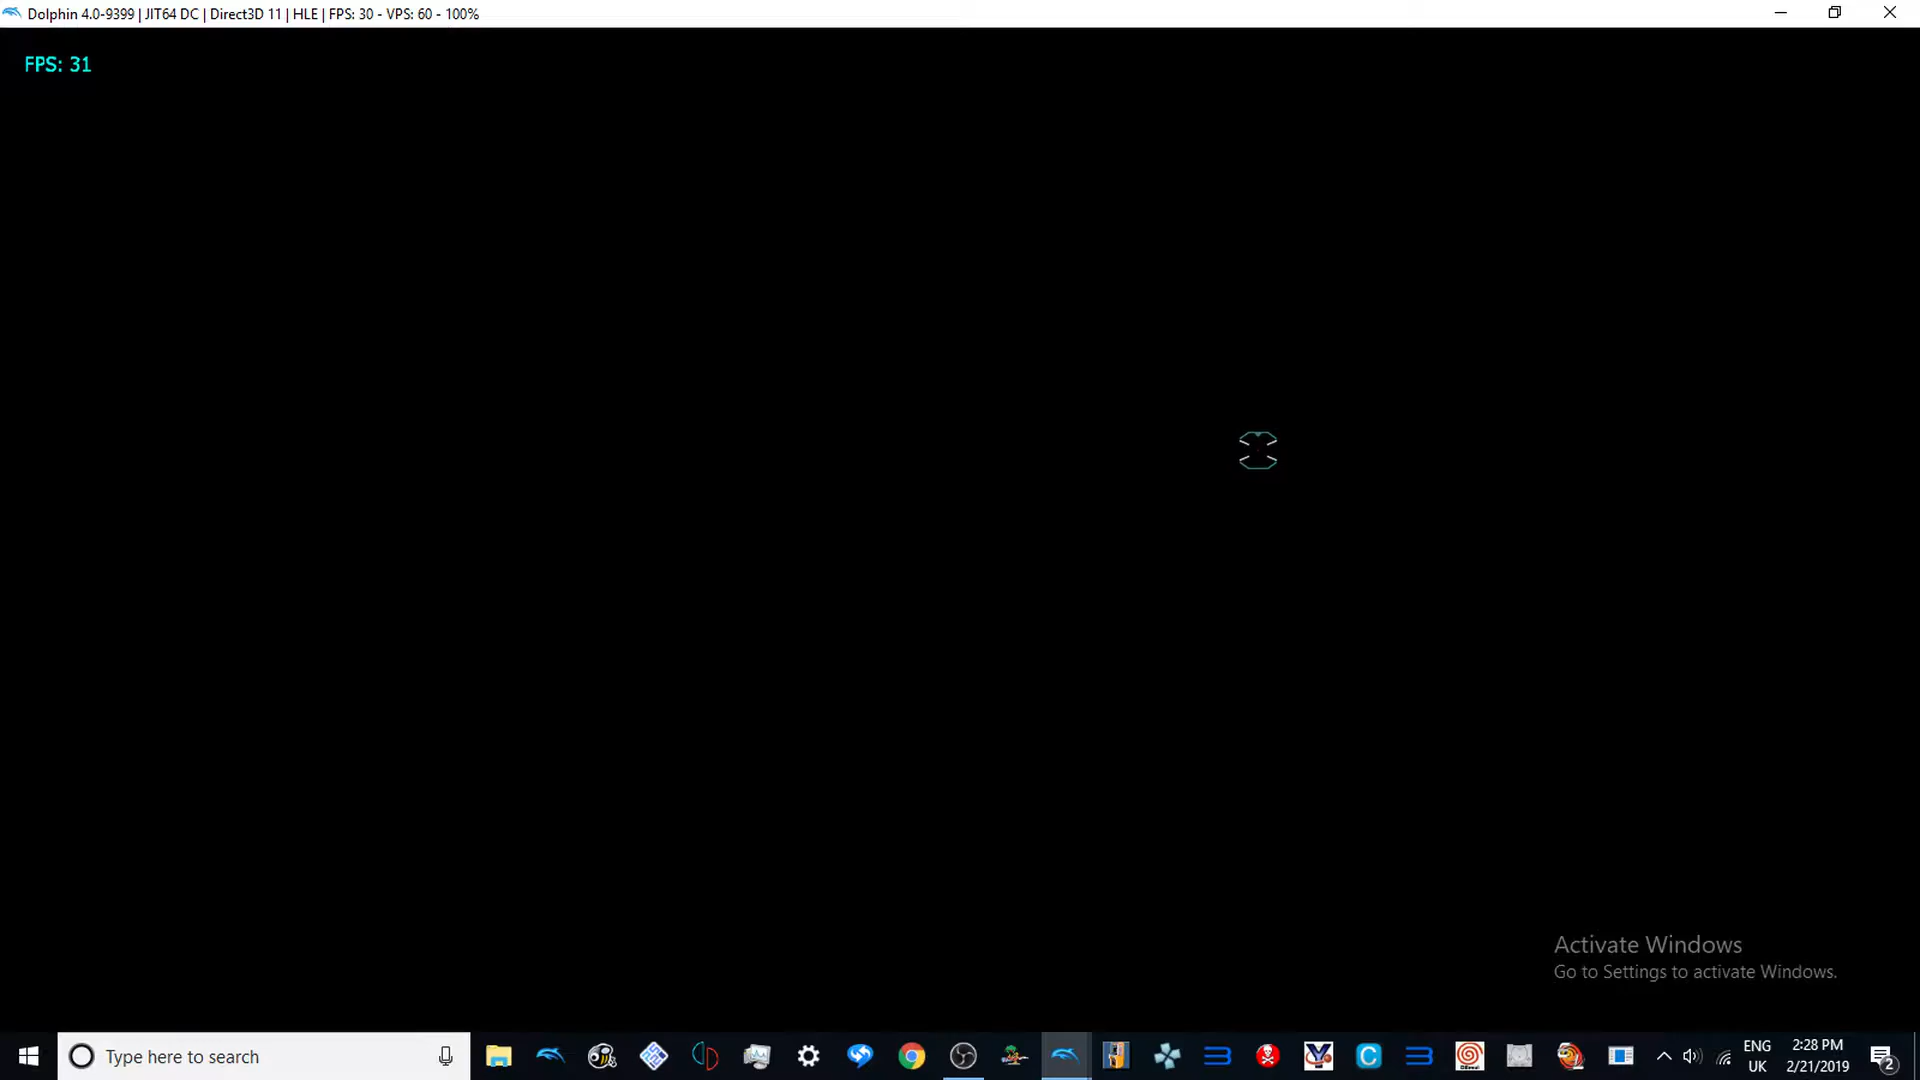 Dolphin 4.0-9399 | JIT64 DC | Direct3D 11 | HLE | FPS: 30 - VPS: 60 - 100%
FPS: 31
Activate Windows
Go to Settings to activate Windows.
Type here to search
ENG
UK
2:28 PM
2/21/2019
2